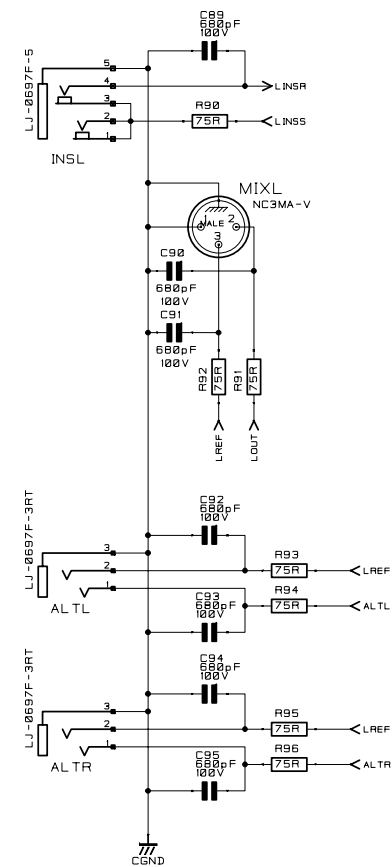 C89
680pF
100V
LJ-0697F-5
5
4
3
2
1
LINSR
R90
75R
LINSS
INSL
MIXL
NC3MA-V
1
MALE
2
3
C90
680pF
100V
C91
680pF
100V
R92
75R
R91
75R
LREF
LOUT
C92
680pF
100V
LJ-0697F-3RT
3
2
1
R93
75R
LREF
R94
75R
ALTL
ALTL
C93
680pF
100V
C94
680pF
100V
LJ-0697F-3RT
3
2
1
R95
75R
LREF
R96
75R
ALTR
ALTR
C95
680pF
100V
CGND